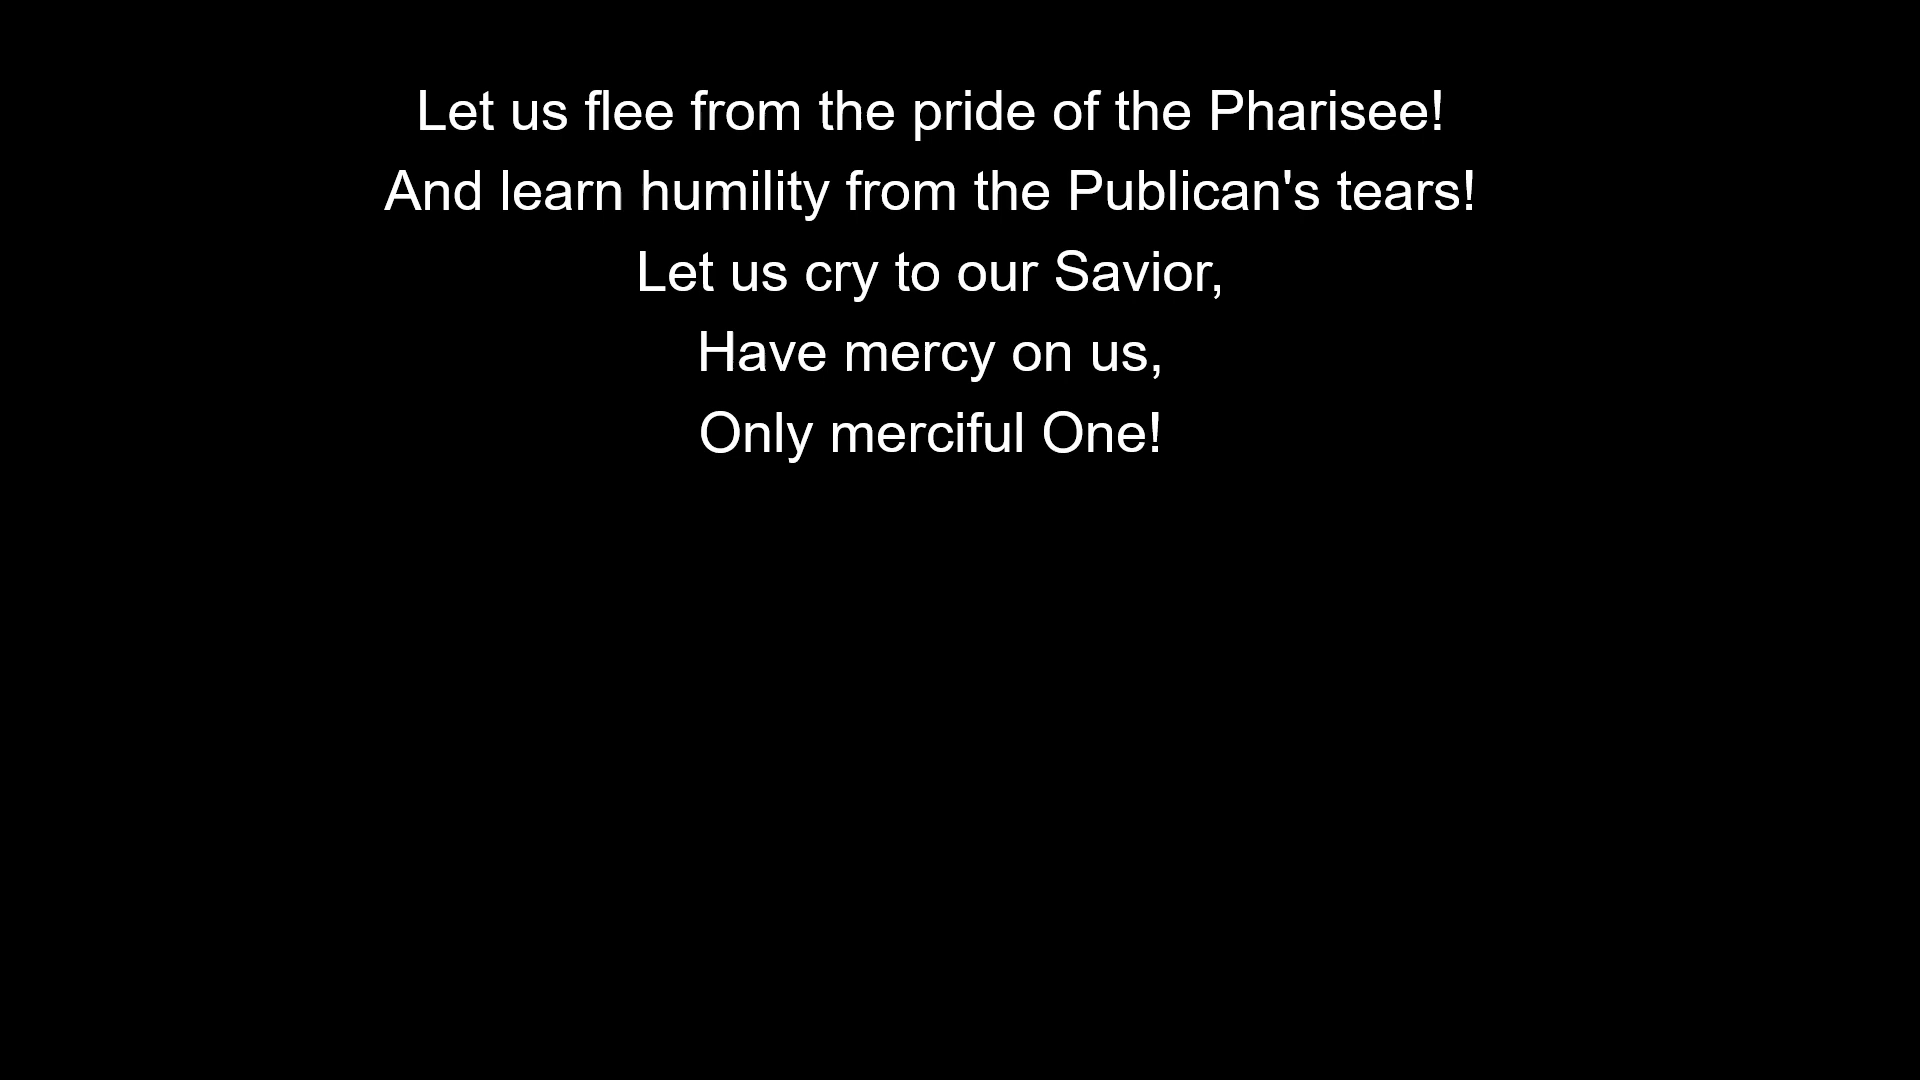 Let us flee from the pride of the Pharisee!
And learn humility from the Publican's tears!
Let us cry to our Savior,
Have mercy on us,
Only merciful One!